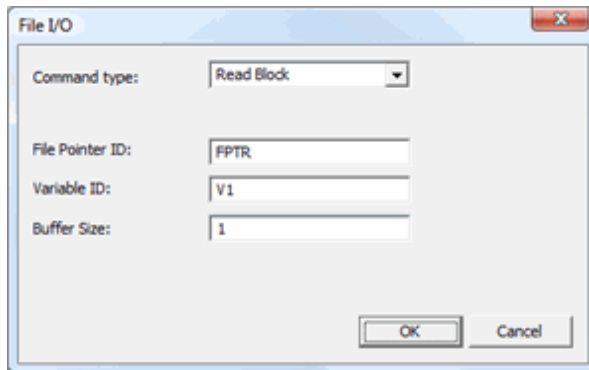 File I/O
Command type: Read Block
File Pointer ID: FPTR
Variable ID: V1
Buffer Size: 1
OK Cancel